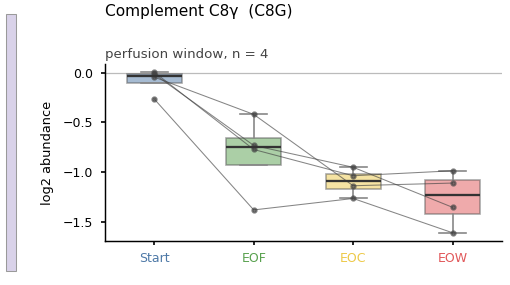 Complement C8γ  (C8G)
perfusion window, n = 4
log2 abundance
0.0
−0.5
−1.0
−1.5
Start EOF EOC EOW